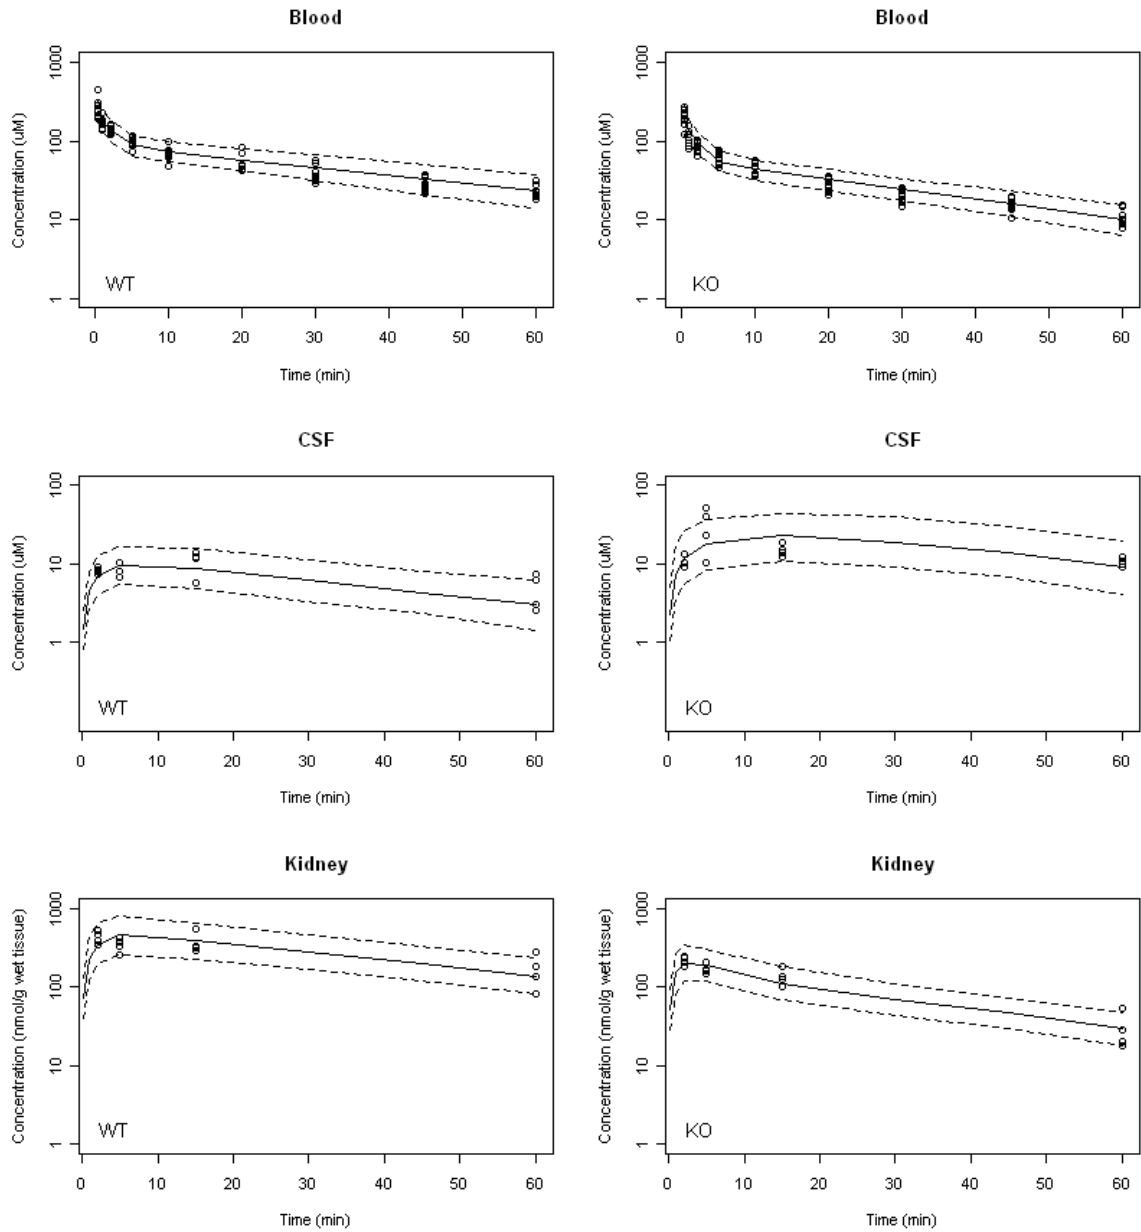 Blood
Concentration (uM)
1 10 100 1000
WT
0 10 20 30 40 50 60
Time (min)
Blood
Concentration (uM)
1 10 100 1000
KO
0 10 20 30 40 50 60
Time (min)
CSF
Concentration (uM)
1 10 100
WT
0 10 20 30 40 50 60
Time (min)
CSF
Concentration (uM)
1 10 100
KO
0 10 20 30 40 50 60
Time (min)
Kidney
Concentration (nmol/g wet tissue)
1 10 100 1000
WT
0 10 20 30 40 50 60
Time (min)
Kidney
Concentration (nmol/g wet tissue)
1 10 100 1000
KO
0 10 20 30 40 50 60
Time (min)